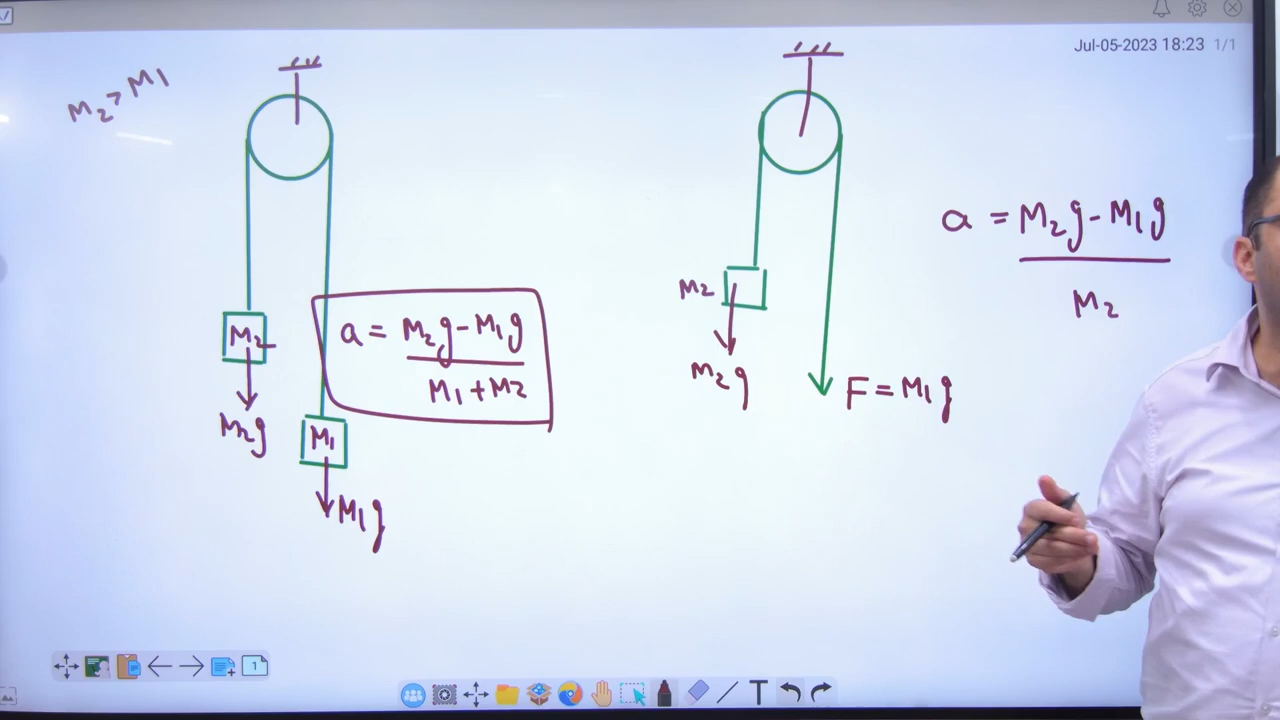 Jul-05-2023 18:23 1/1
M₂ > M₁
M₂
M₂g
M₁
M₁g
a = M₂g - M₁g
M₁ + M₂
M₂
M₂g
F = M₁g
a = M₂g - M₁g
M₂
1
T